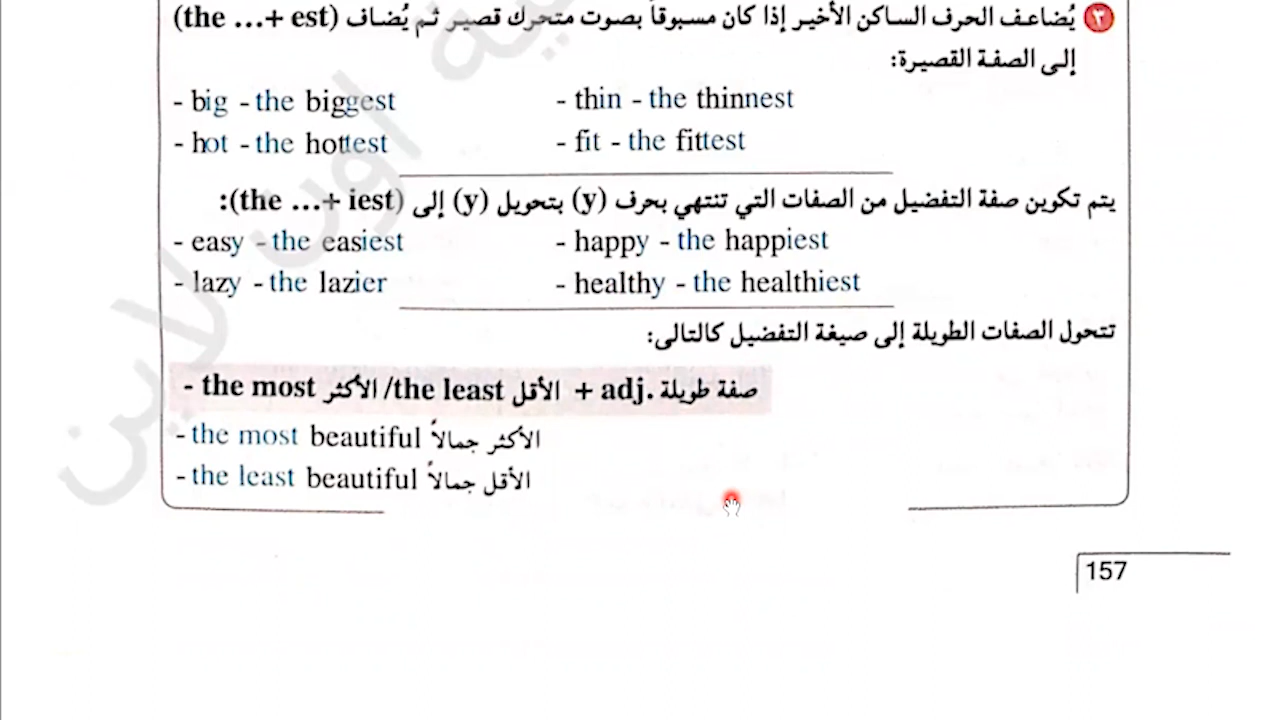 ٣ يُضاعف الحرف الساكن الأخير إذا كان مسبوقاً بصوت متحرك قصير ثم يُضاف (the ...+ est)
إلى الصفة القصيرة:
- big - the biggest - thin - the thinnest
- hot - the hottest - fit - the fittest
يتم تكوين صفة التفضيل من الصفات التي تنتهي بحرف (y) بتحويل (y) إلى (the ...+ iest):
- easy - the easiest - happy - the happiest
- lazy - the lazier - healthy - the healthiest
تتحول الصفات الطويلة إلى صيغة التفضيل كالتالى:
- the most الأكثر /the least الأقل + adj. صفة طويلة
- the most beautiful الأكثر جمالاً
- the least beautiful الأقل جمالاً
157
اون لاين